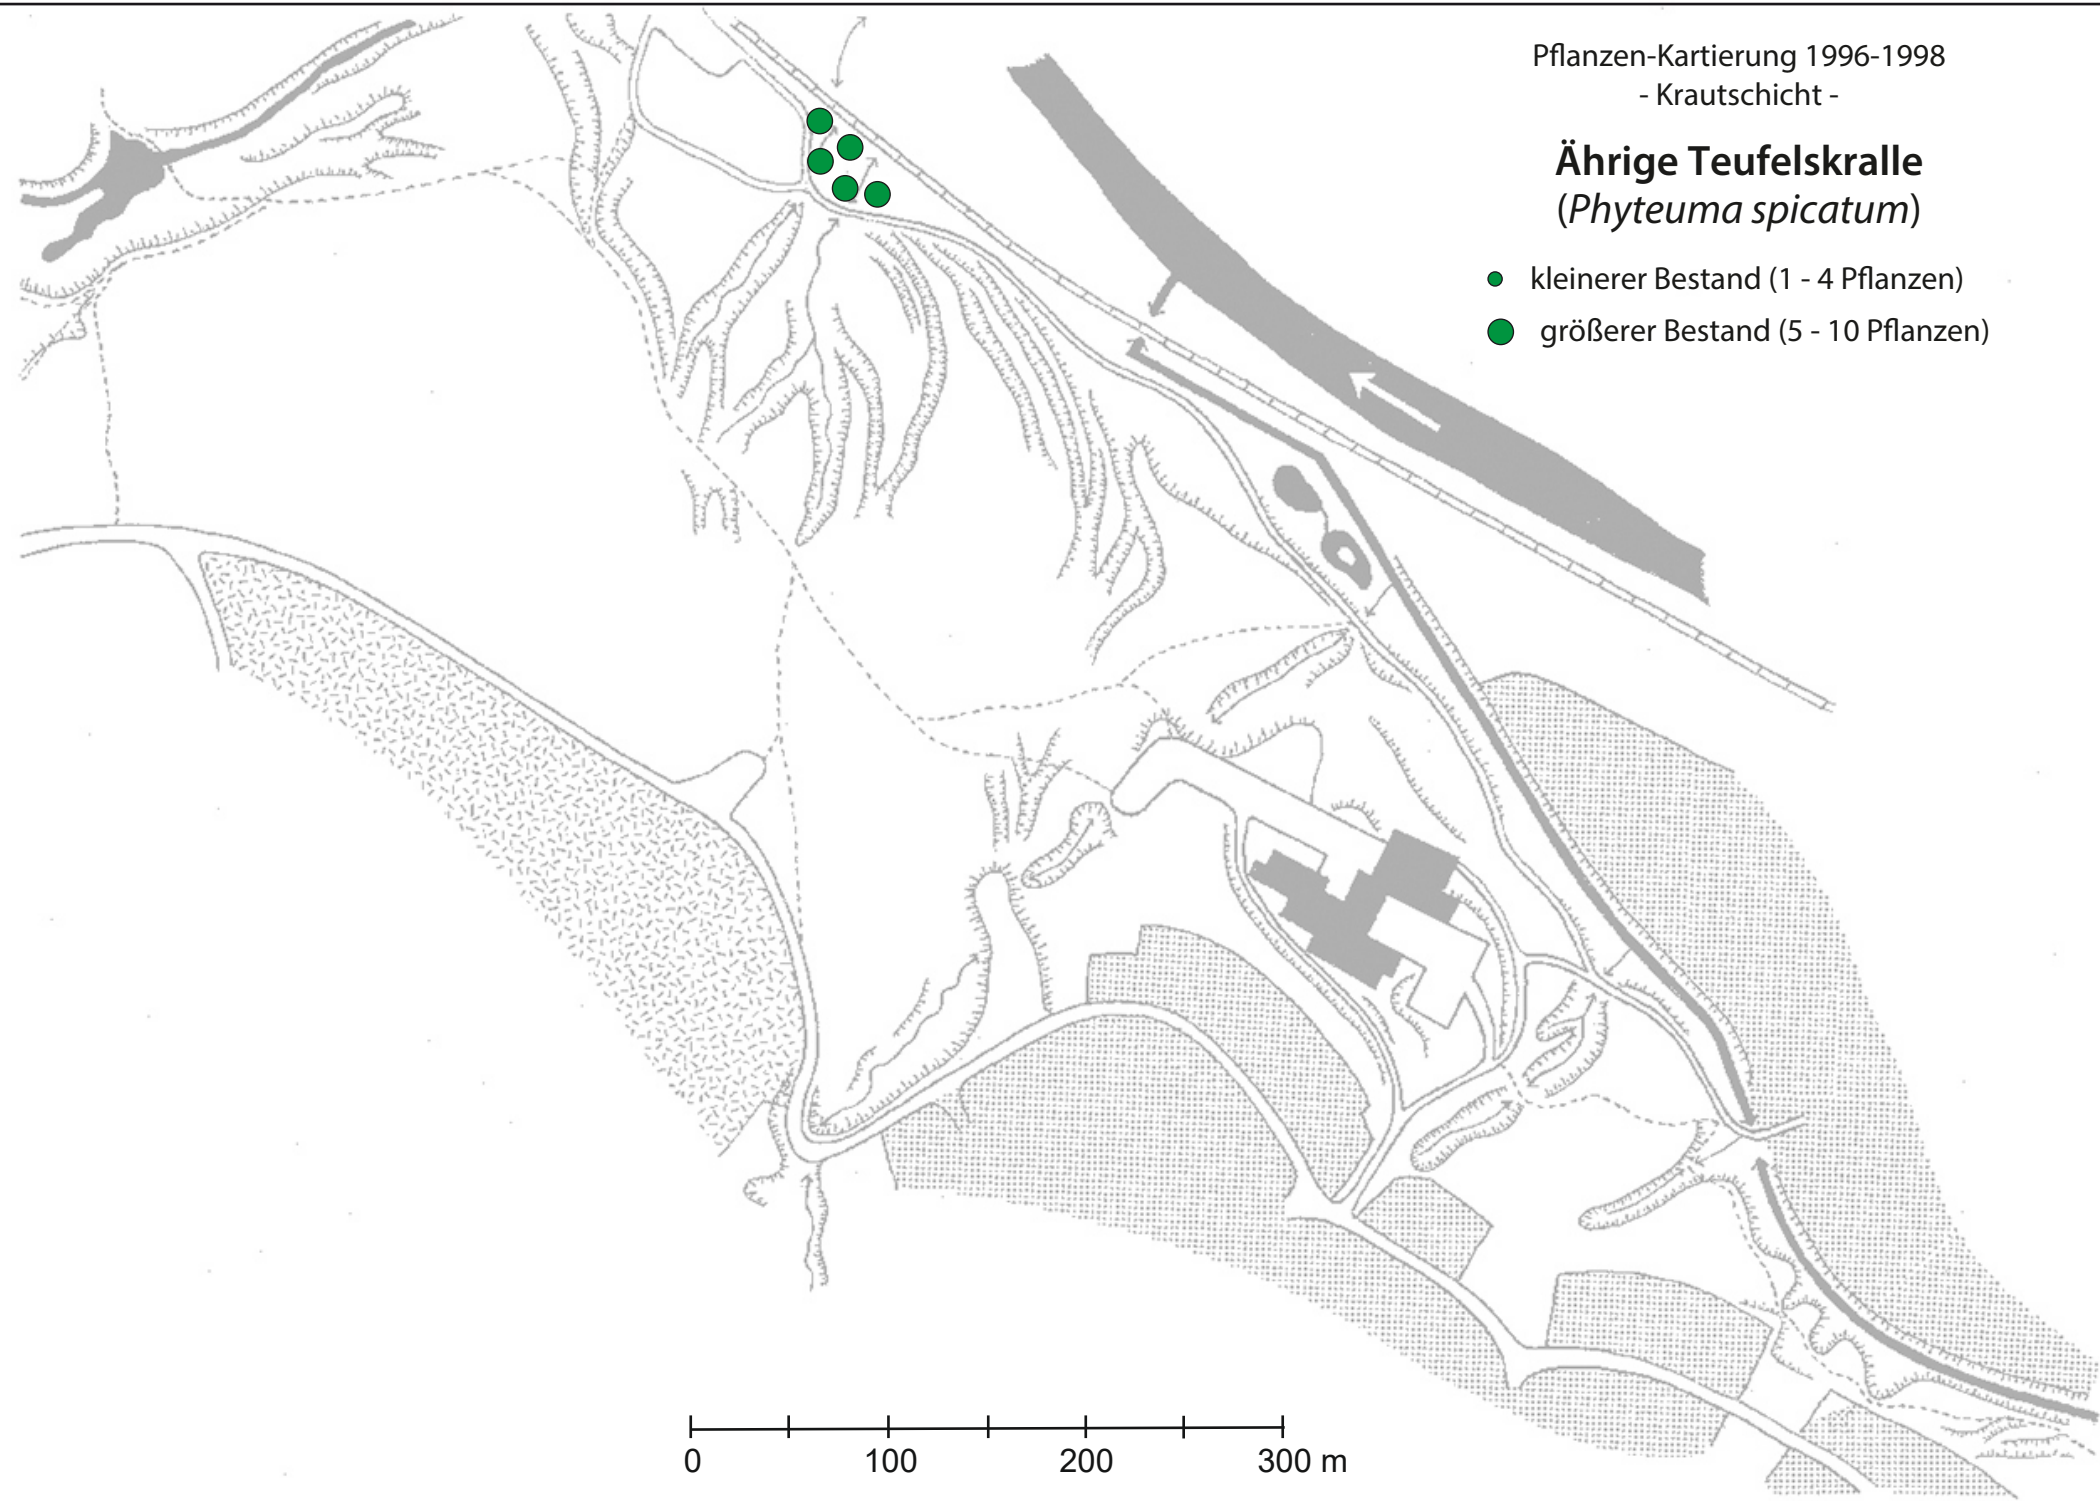 Pflanzen-Kartierung 1996-1998
- Krautschicht -
Ährige Teufelskralle
(Phyteuma spicatum)
kleinerer Bestand (1 - 4 Pflanzen)
größerer Bestand (5 - 10 Pflanzen)
0 100 200 300 m